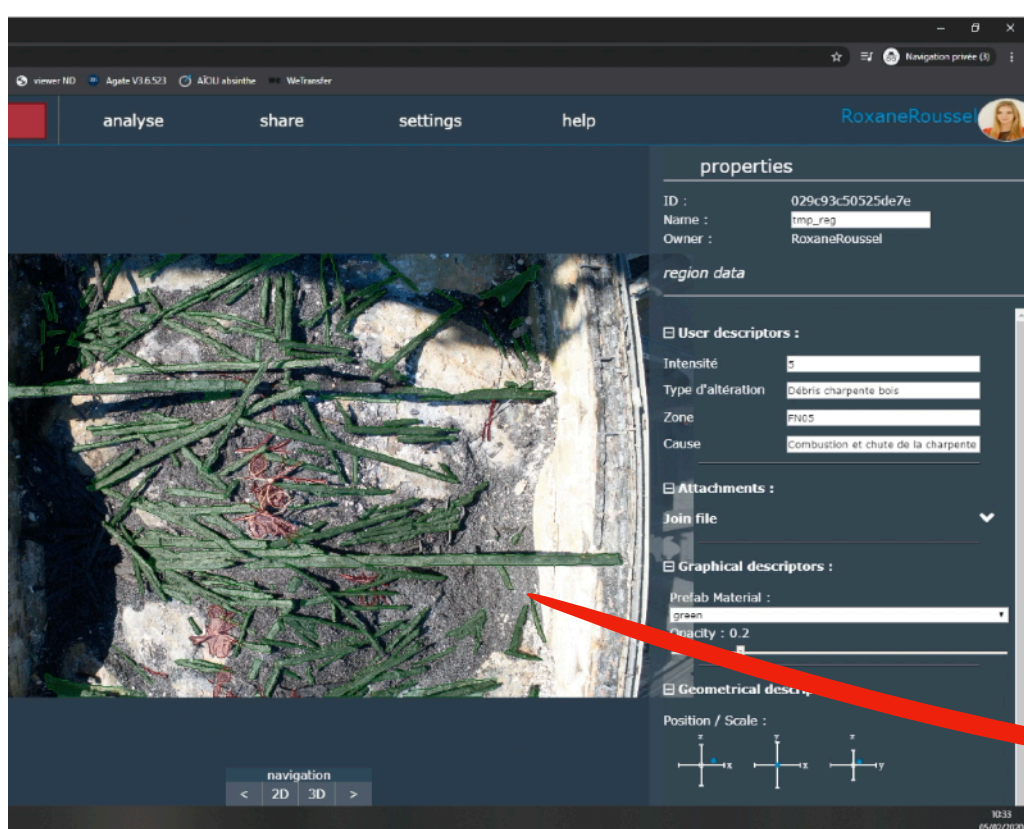 Navigation privée (3)
viewer ND Agate V3.6.523 AÏOLI absinthe WeTransfer
analyse share settings help RoxaneRoussel
properties
ID : 029c93c50525de7e
Name : tmp_reg
Owner : RoxaneRoussel
region data
User descriptors :
Intensité 5
Type d'altération Débris charpente bois
Zone FN05
Cause Combustion et chute de la charpente
Attachments :
Join file
Graphical descriptors :
Prefab Material :
green
Opacity : 0.2
Geometrical
Position / Scale :
navigation
< 2D 3D >
10:33
05/02/2020